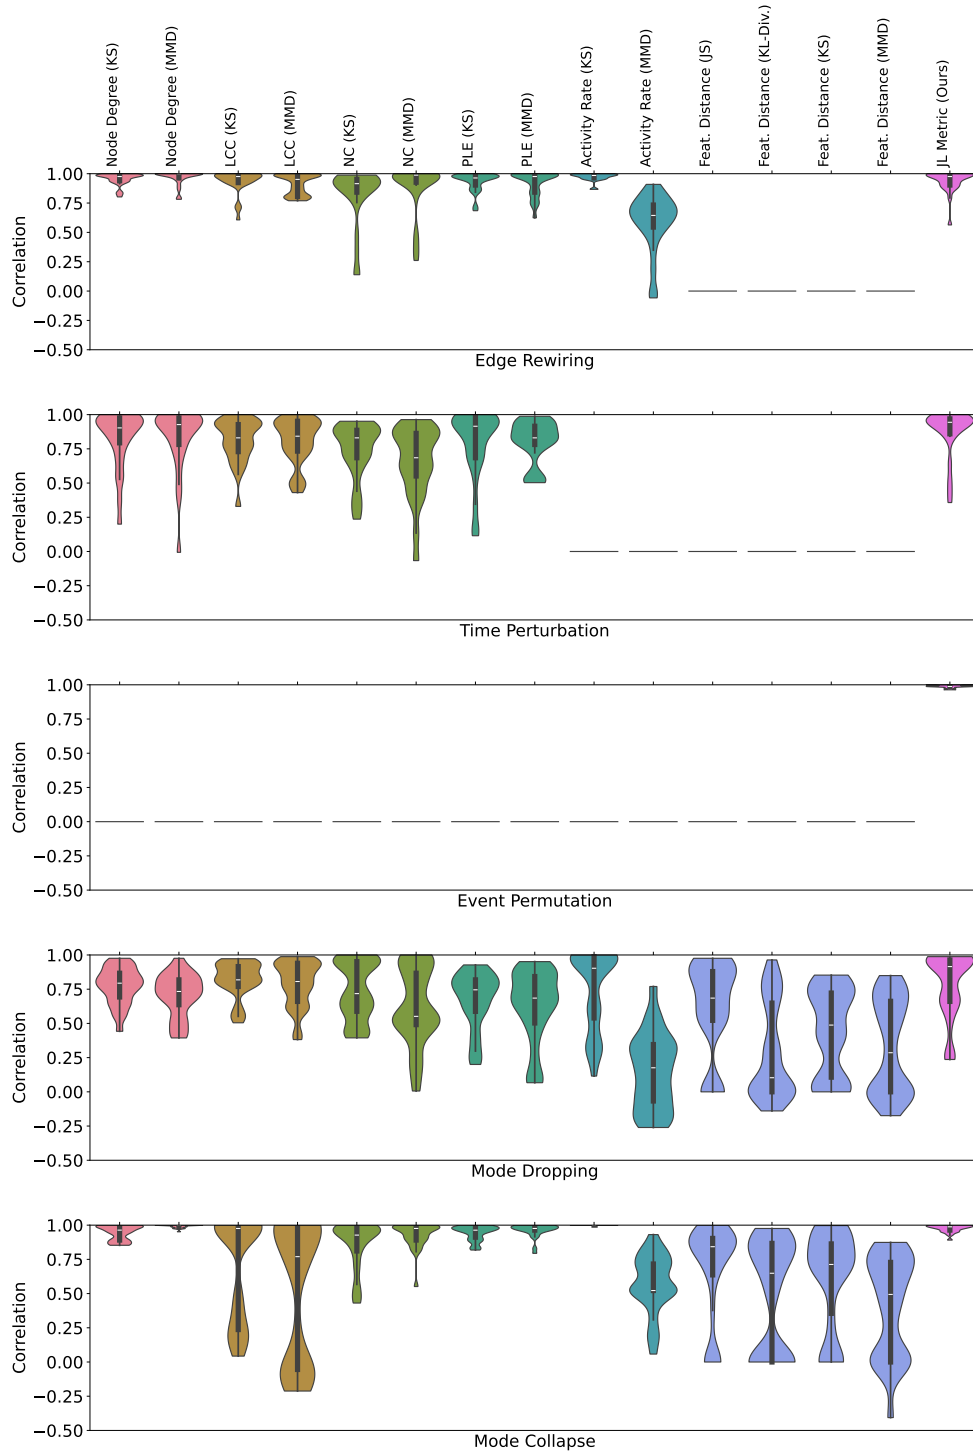 Node Degree (KS)
Node Degree (MMD)
LCC (KS)
LCC (MMD)
NC (KS)
NC (MMD)
PLE (KS)
PLE (MMD)
Activity Rate (KS)
Activity Rate (MMD)
Feat. Distance (JS)
Feat. Distance (KL-Div.)
Feat. Distance (KS)
Feat. Distance (MMD)
JL Metric (Ours)
Correlation
1.00
0.75
0.50
0.25
0.00
−0.25
−0.50
Edge Rewiring
Correlation
1.00
0.75
0.50
0.25
0.00
−0.25
−0.50
Time Perturbation
Correlation
1.00
0.75
0.50
0.25
0.00
−0.25
−0.50
Event Permutation
Correlation
1.00
0.75
0.50
0.25
0.00
−0.25
−0.50
Mode Dropping
Correlation
1.00
0.75
0.50
0.25
0.00
−0.25
−0.50
Mode Collapse